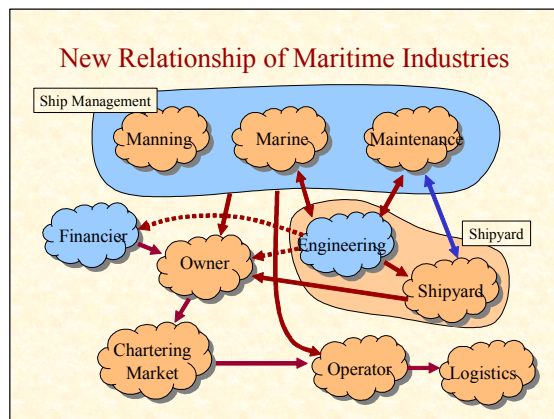 New Relationship of Maritime Industries
Ship Management
Manning
Marine
Maintenance
Financier
Engineering
Shipyard
Owner
Shipyard
Chartering
Market
Operator
Logistics